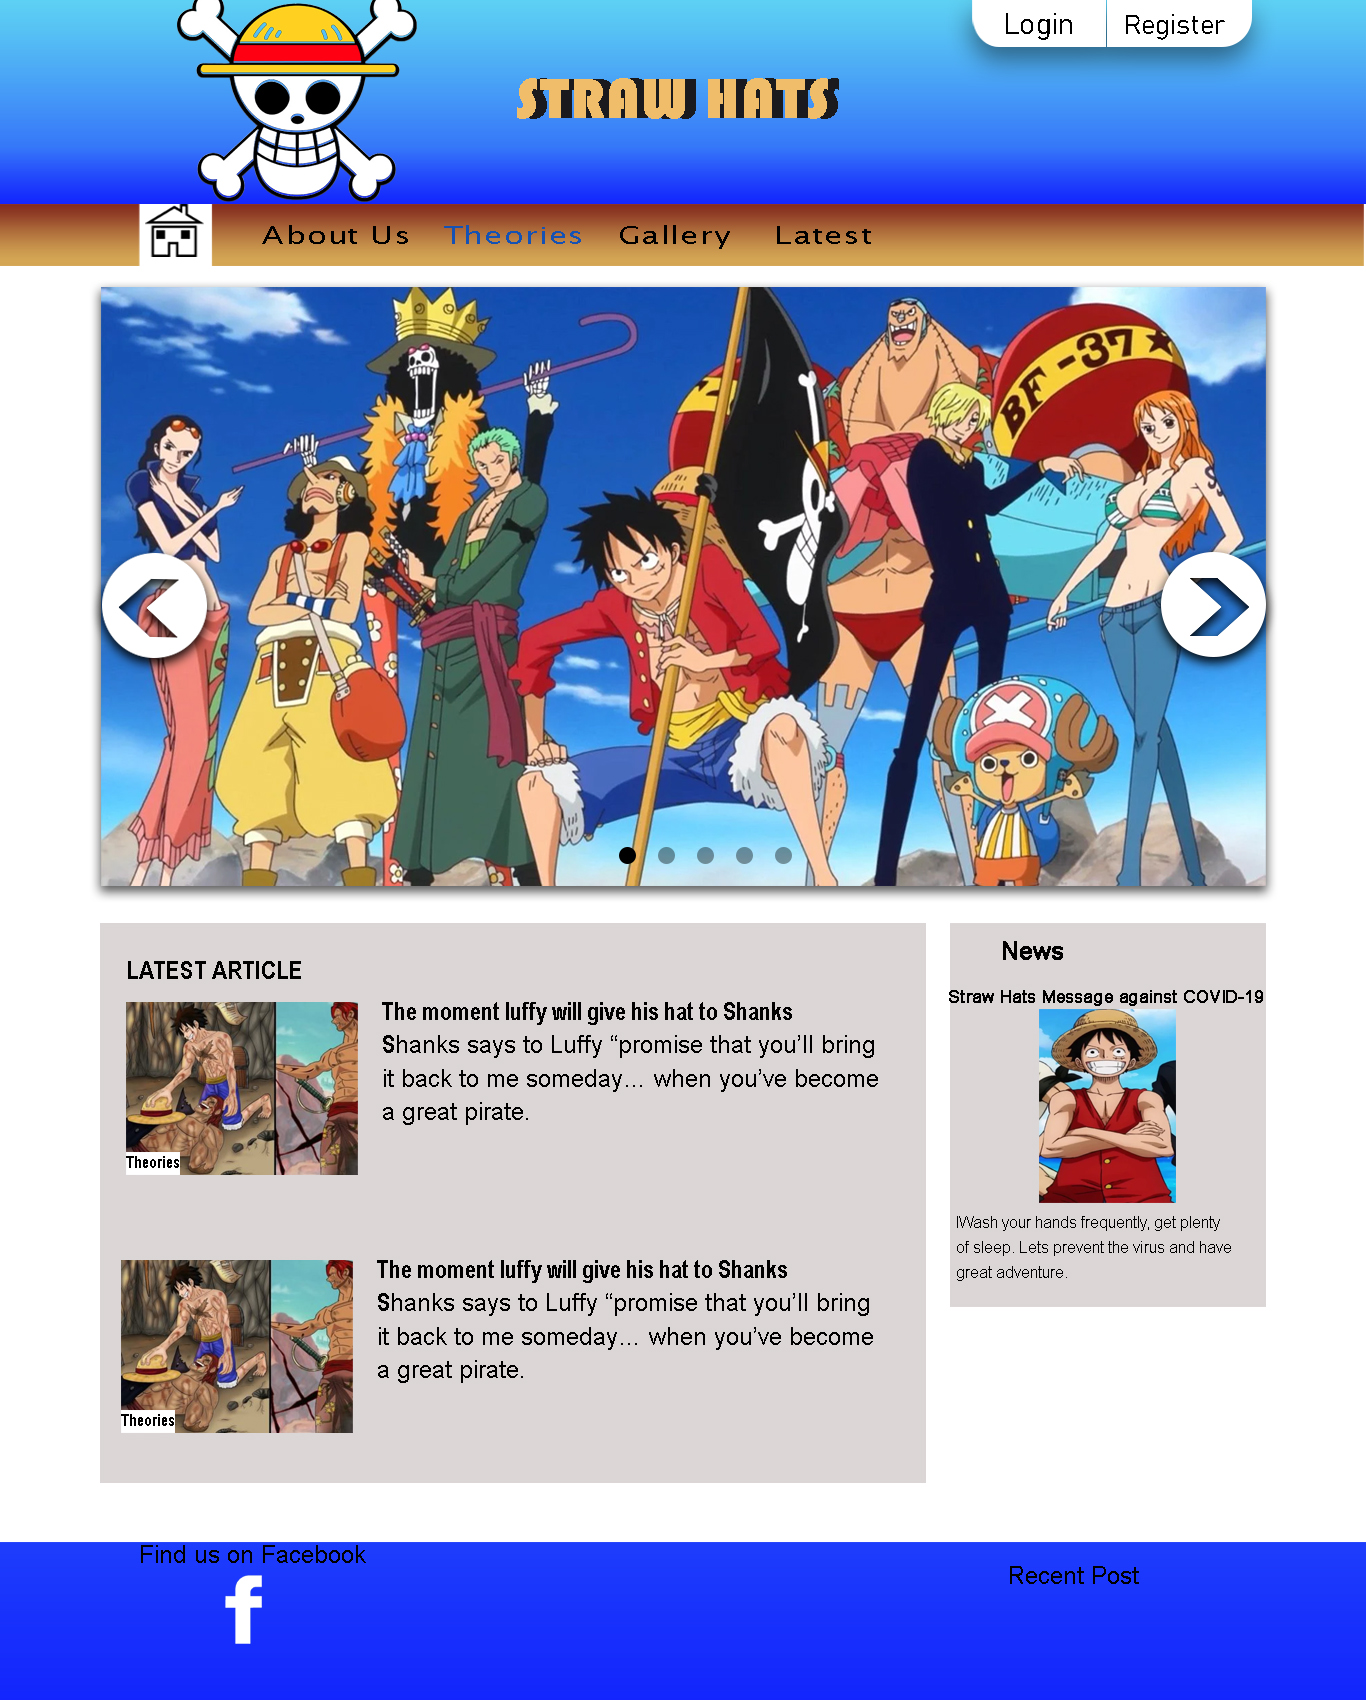 Login
Register
STRAW HATS
About Us
Theories
Gallery
Latest
BF-37
LATEST ARTICLE
The moment luffy will give his hat to Shanks
Shanks says to Luffy “promise that you’ll bring
it back to me someday… when you’ve become
a great pirate.
Theories
The moment luffy will give his hat to Shanks
Shanks says to Luffy “promise that you’ll bring
it back to me someday… when you’ve become
a great pirate.
Theories
News
Straw Hats Message against COVID-19
IWash your hands frequently, get plenty
of sleep. Lets prevent the virus and have
great adventure.
Find us on Facebook
f
Recent Post